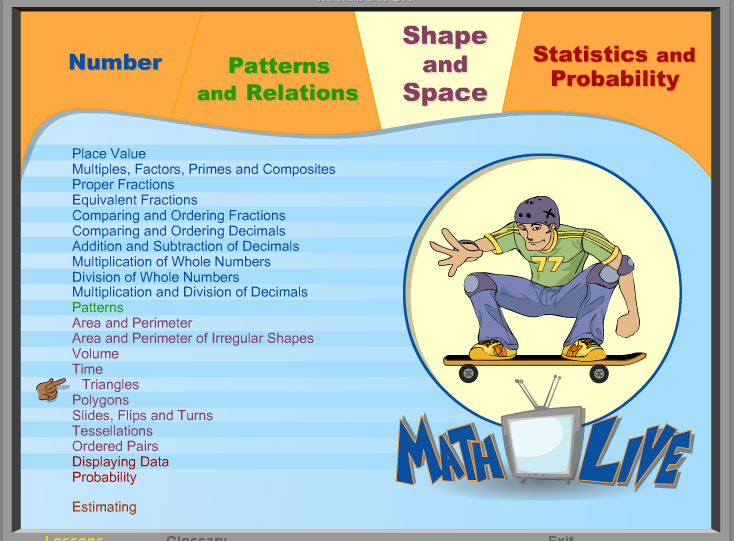 Number
Patterns
and Relations
Shape
and
Space
Statistics and
Probability
Place Value
Multiples, Factors, Primes and Composites
Proper Fractions
Equivalent Fractions
Comparing and Ordering Fractions
Comparing and Ordering Decimals
Addition and Subtraction of Decimals
Multiplication of Whole Numbers
Division of Whole Numbers
Multiplication and Division of Decimals
Patterns
Area and Perimeter
Area and Perimeter of Irregular Shapes
Volume
Time
Triangles
Polygons
Slides, Flips and Turns
Tessellations
Ordered Pairs
Displaying Data
Probability
Estimating
77
MATH LIVE
Lessons Glossary Exit